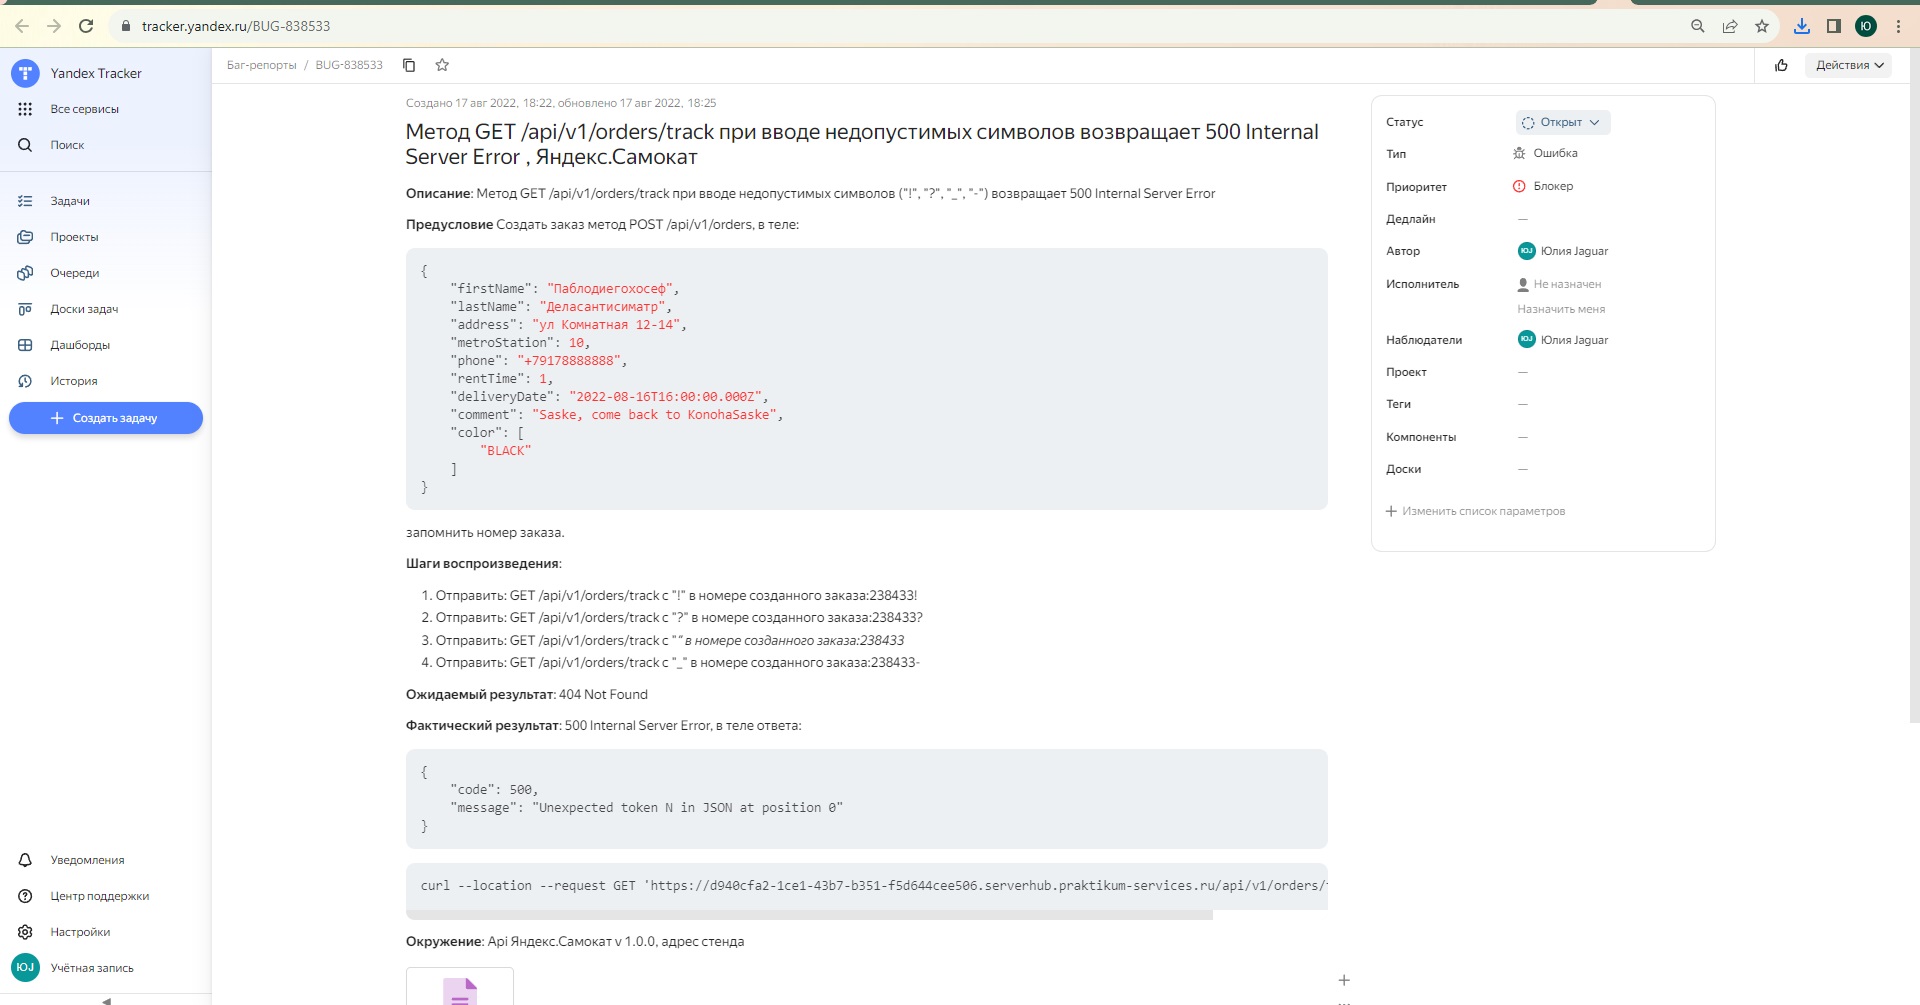 tracker.yandex.ru/BUG-838533
Ю
Yandex Tracker
Все сервисы
Поиск
Задачи
Проекты
Очереди
Доски задач
Дашборды
История
Создать задачу
Уведомления
Центр поддержки
Настройки
ЮJ
Учётная запись
Баг-репорты / BUG-838533
Действия
Создано 17 авг 2022, 18:22, обновлено 17 авг 2022, 18:25
Метод GET /api/v1/orders/track при вводе недопустимых символов возвращает 500 Internal
Server Error , Яндекс.Самокат
Описание: Метод GET /api/v1/orders/track при вводе недопустимых символов ("!", "?", "_", "-") возвращает 500 Internal Server Error
Предусловие Создать заказ метод POST /api/v1/orders, в теле:
{
"firstName": "Паблодиегохосеф",
"lastName": "Деласантисиматр",
"address": "ул Комнатная 12-14",
"metroStation": 10,
"phone": "+79178888888",
"rentTime": 1,
"deliveryDate": "2022-08-16T16:00:00.000Z",
"comment": "Saske, come back to KonohaSaske",
"color": [
"BLACK"
]
}
запомнить номер заказа.
Шаги воспроизведения:
1. Отправить: GET /api/v1/orders/track с "!" в номере созданного заказа:238433!
2. Отправить: GET /api/v1/orders/track с "?" в номере созданного заказа:238433?
3. Отправить: GET /api/v1/orders/track с "" в номере созданного заказа:238433
4. Отправить: GET /api/v1/orders/track с "_" в номере созданного заказа:238433-
Ожидаемый результат: 404 Not Found
Фактический результат: 500 Internal Server Error, в теле ответа:
{
"code": 500,
"message": "Unexpected token N in JSON at position 0"
}
curl --location --request GET 'https://d940cfa2-1ce1-43b7-b351-f5d644cee506.serverhub.praktikum-services.ru/api/v1/orders/
Окружение: Api Яндекс.Самокат v 1.0.0, адрес стенда
Статус Открыт
Тип Ошибка
Приоритет Блокер
Дедлайн —
Автор ЮJ Юлия Jaguar
Исполнитель Не назначен
Назначить меня
Наблюдатели ЮJ Юлия Jaguar
Проект —
Теги —
Компоненты —
Доски —
Изменить список параметров